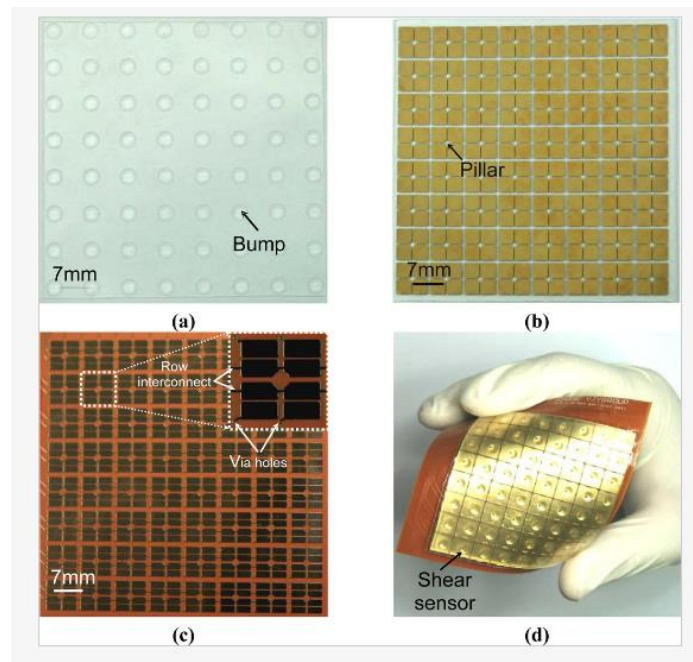 Bump
7mm
(a)
Pillar
7mm
(b)
Row
interconnect
Via holes
7mm
(c)
Shear
sensor
(d)